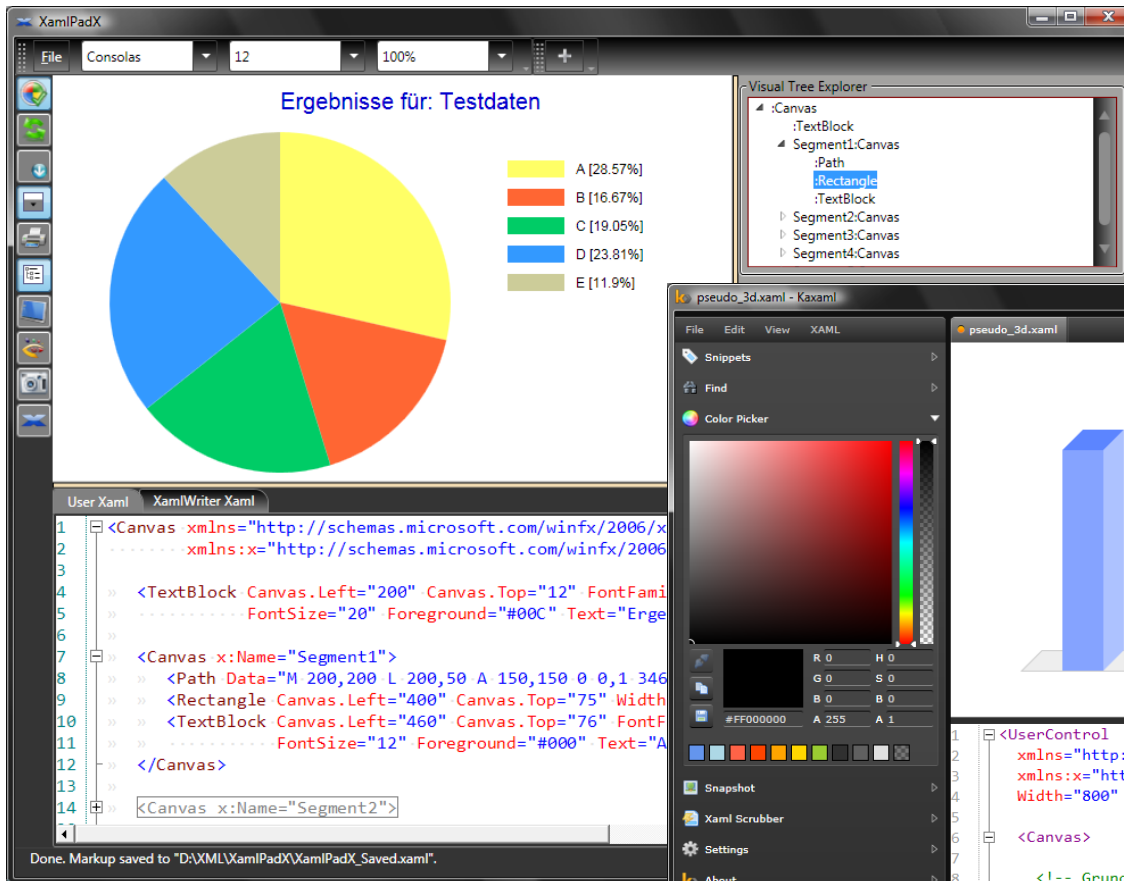 XamlPadX
File Consolas 12 100%
Ergebnisse für: Testdaten
A [28.57%]
B [16.67%]
C [19.05%]
D [23.81%]
E [11.9%]
Visual Tree Explorer
:Canvas
:TextBlock
Segment1:Canvas
:Path
:Rectangle
:TextBlock
Segment2:Canvas
Segment3:Canvas
Segment4:Canvas
User Xaml XamlWriter Xaml
1 <Canvas xmlns="http://schemas.microsoft.com/winfx/2006/x
2 xmlns:x="http://schemas.microsoft.com/winfx/2006
3
4 <TextBlock Canvas.Left="200" Canvas.Top="12" FontFami
5 FontSize="20" Foreground="#00C" Text="Erge
6
7 <Canvas x:Name="Segment1">
8 <Path Data="M 200,200 L 200,50 A 150,150 0 0,1 346
9 <Rectangle Canvas.Left="400" Canvas.Top="75" Width
10 <TextBlock Canvas.Left="460" Canvas.Top="76" FontF
11 FontSize="12" Foreground="#000" Text="A
12 </Canvas>
13
14 <Canvas x:Name="Segment2">
Done. Markup saved to "D:\XML\XamlPadX\XamlPadX_Saved.xaml".
pseudo_3d.xaml - Kaxaml
File Edit View XAML
pseudo_3d.xaml
Snippets
Find
Color Picker
R 0 H 0
G 0 S 0
B 0 B 0
#FF000000 A 255 A 1
Snapshot
Xaml Scrubber
Settings
About
1 <UserControl
2 xmlns="http:
3 xmlns:x="htt
4 Width="800"
5
6 <Canvas>
7
8 <!-- Grund